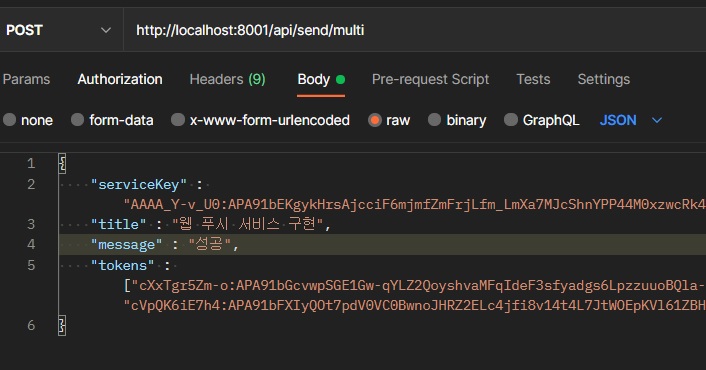 POST http://localhost:8001/api/send/multi
Params Authorization Headers (9) Body Pre-request Script Tests Settings
none form-data x-www-form-urlencoded raw binary GraphQL JSON
1 {
2 "serviceKey" :
"AAAA_Y-v_U0:APA91bEKgykHrsAjcciF6mjmfZmFrjLfm_LmXa7MJcShnYPP44M0xzwcRk4
3 "title" : "웹 푸시 서비스 구현",
4 "message" : "성공",
5 "tokens" :
["cXxTgr5Zm-o:APA91bGcvwpSGE1Gw-qYLZ2QoyshvaMFqIdeF3sfyadgs6LpzzuuoBQla-
"cVpQK6iE7h4:APA91bFXIyQOt7pdV0VC0BwnoJHRZ2ELc4jfi8v14t4L7JtWOEpKVl61ZBH
6 }